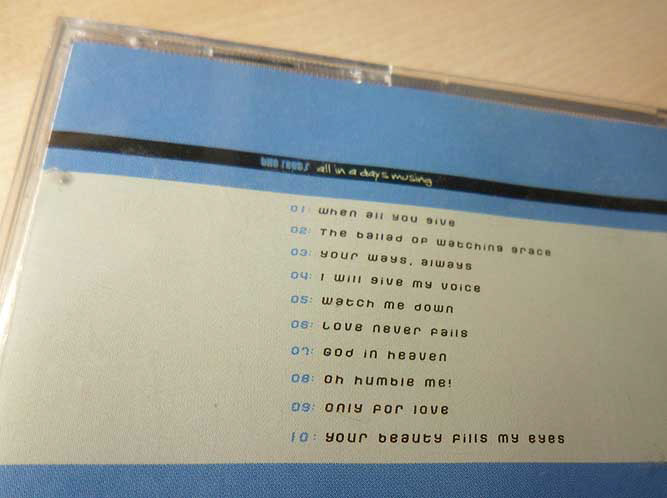 all in a days musing
01: when all you give
02: The ballad of watching grace
03: your ways, always
04: I will give my voice
05: watch me down
06: Love never fails
07: God in heaven
08: oh humble me!
09: only for love
10: your beauty fills my eyes